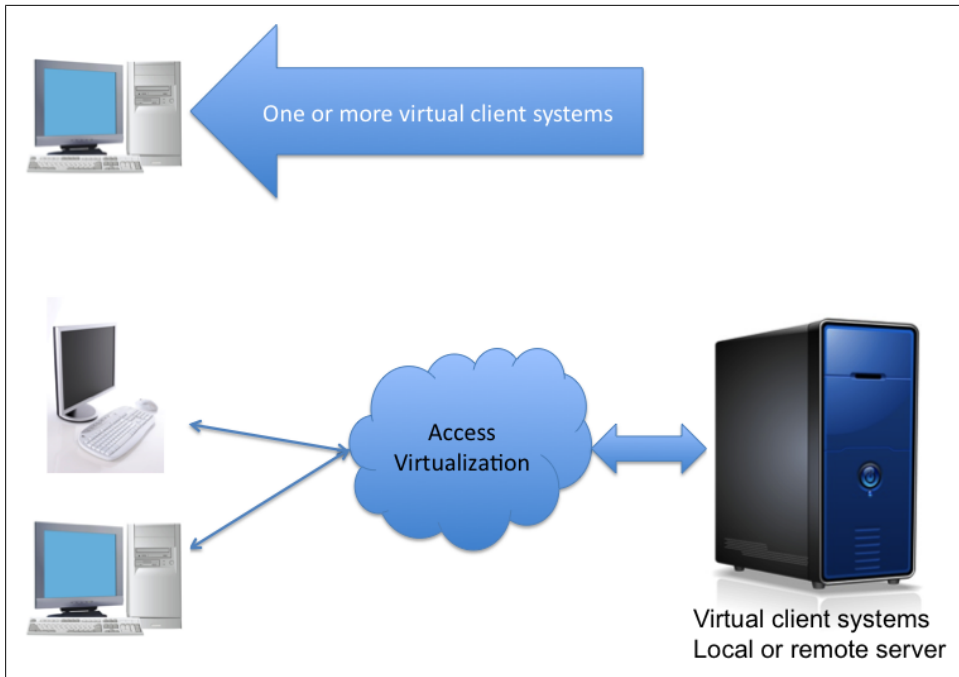 One or more virtual client systems
Access
Virtualization
Virtual client systems
Local or remote server